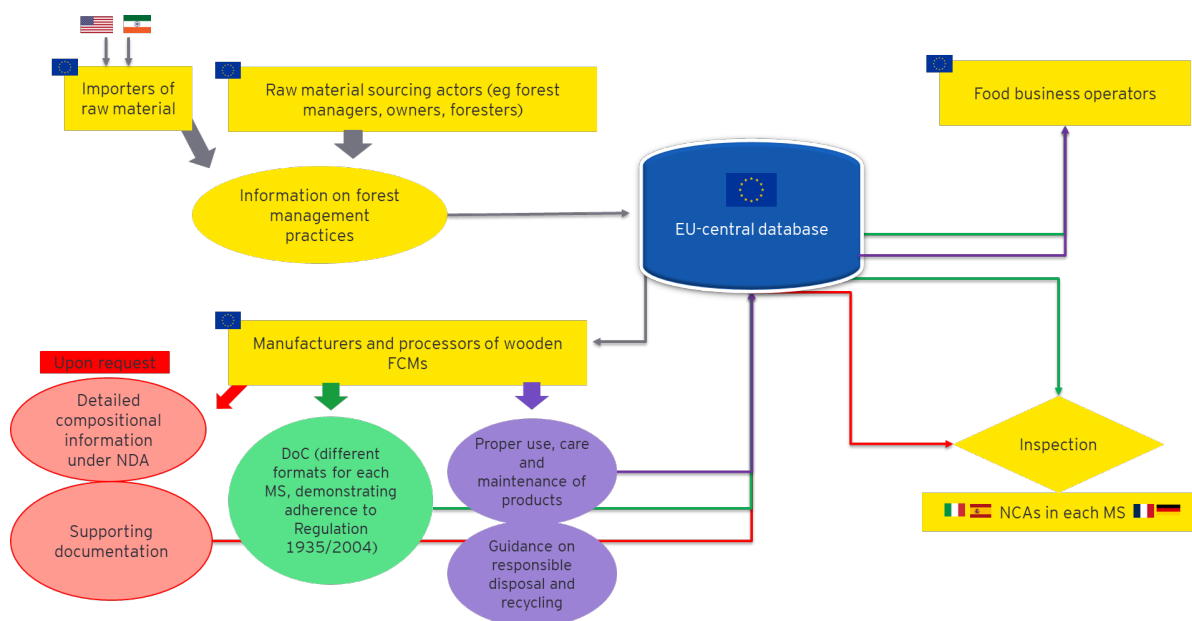 Importers of
raw material
Raw material sourcing actors (eg forest
managers, owners, foresters)
Food business operators
Information on forest
management
practices
EU-central database
Manufacturers and processors of wooden
FCMs
Upon request
Detailed
compositional
information
under NDA
Supporting
documentation
DoC (different
formats for each
MS, demonstrating
adherence to
Regulation
1935/2004)
Proper use, care
and
maintenance of
products
Guidance on
responsible
disposal and
recycling
Inspection
NCAs in each MS